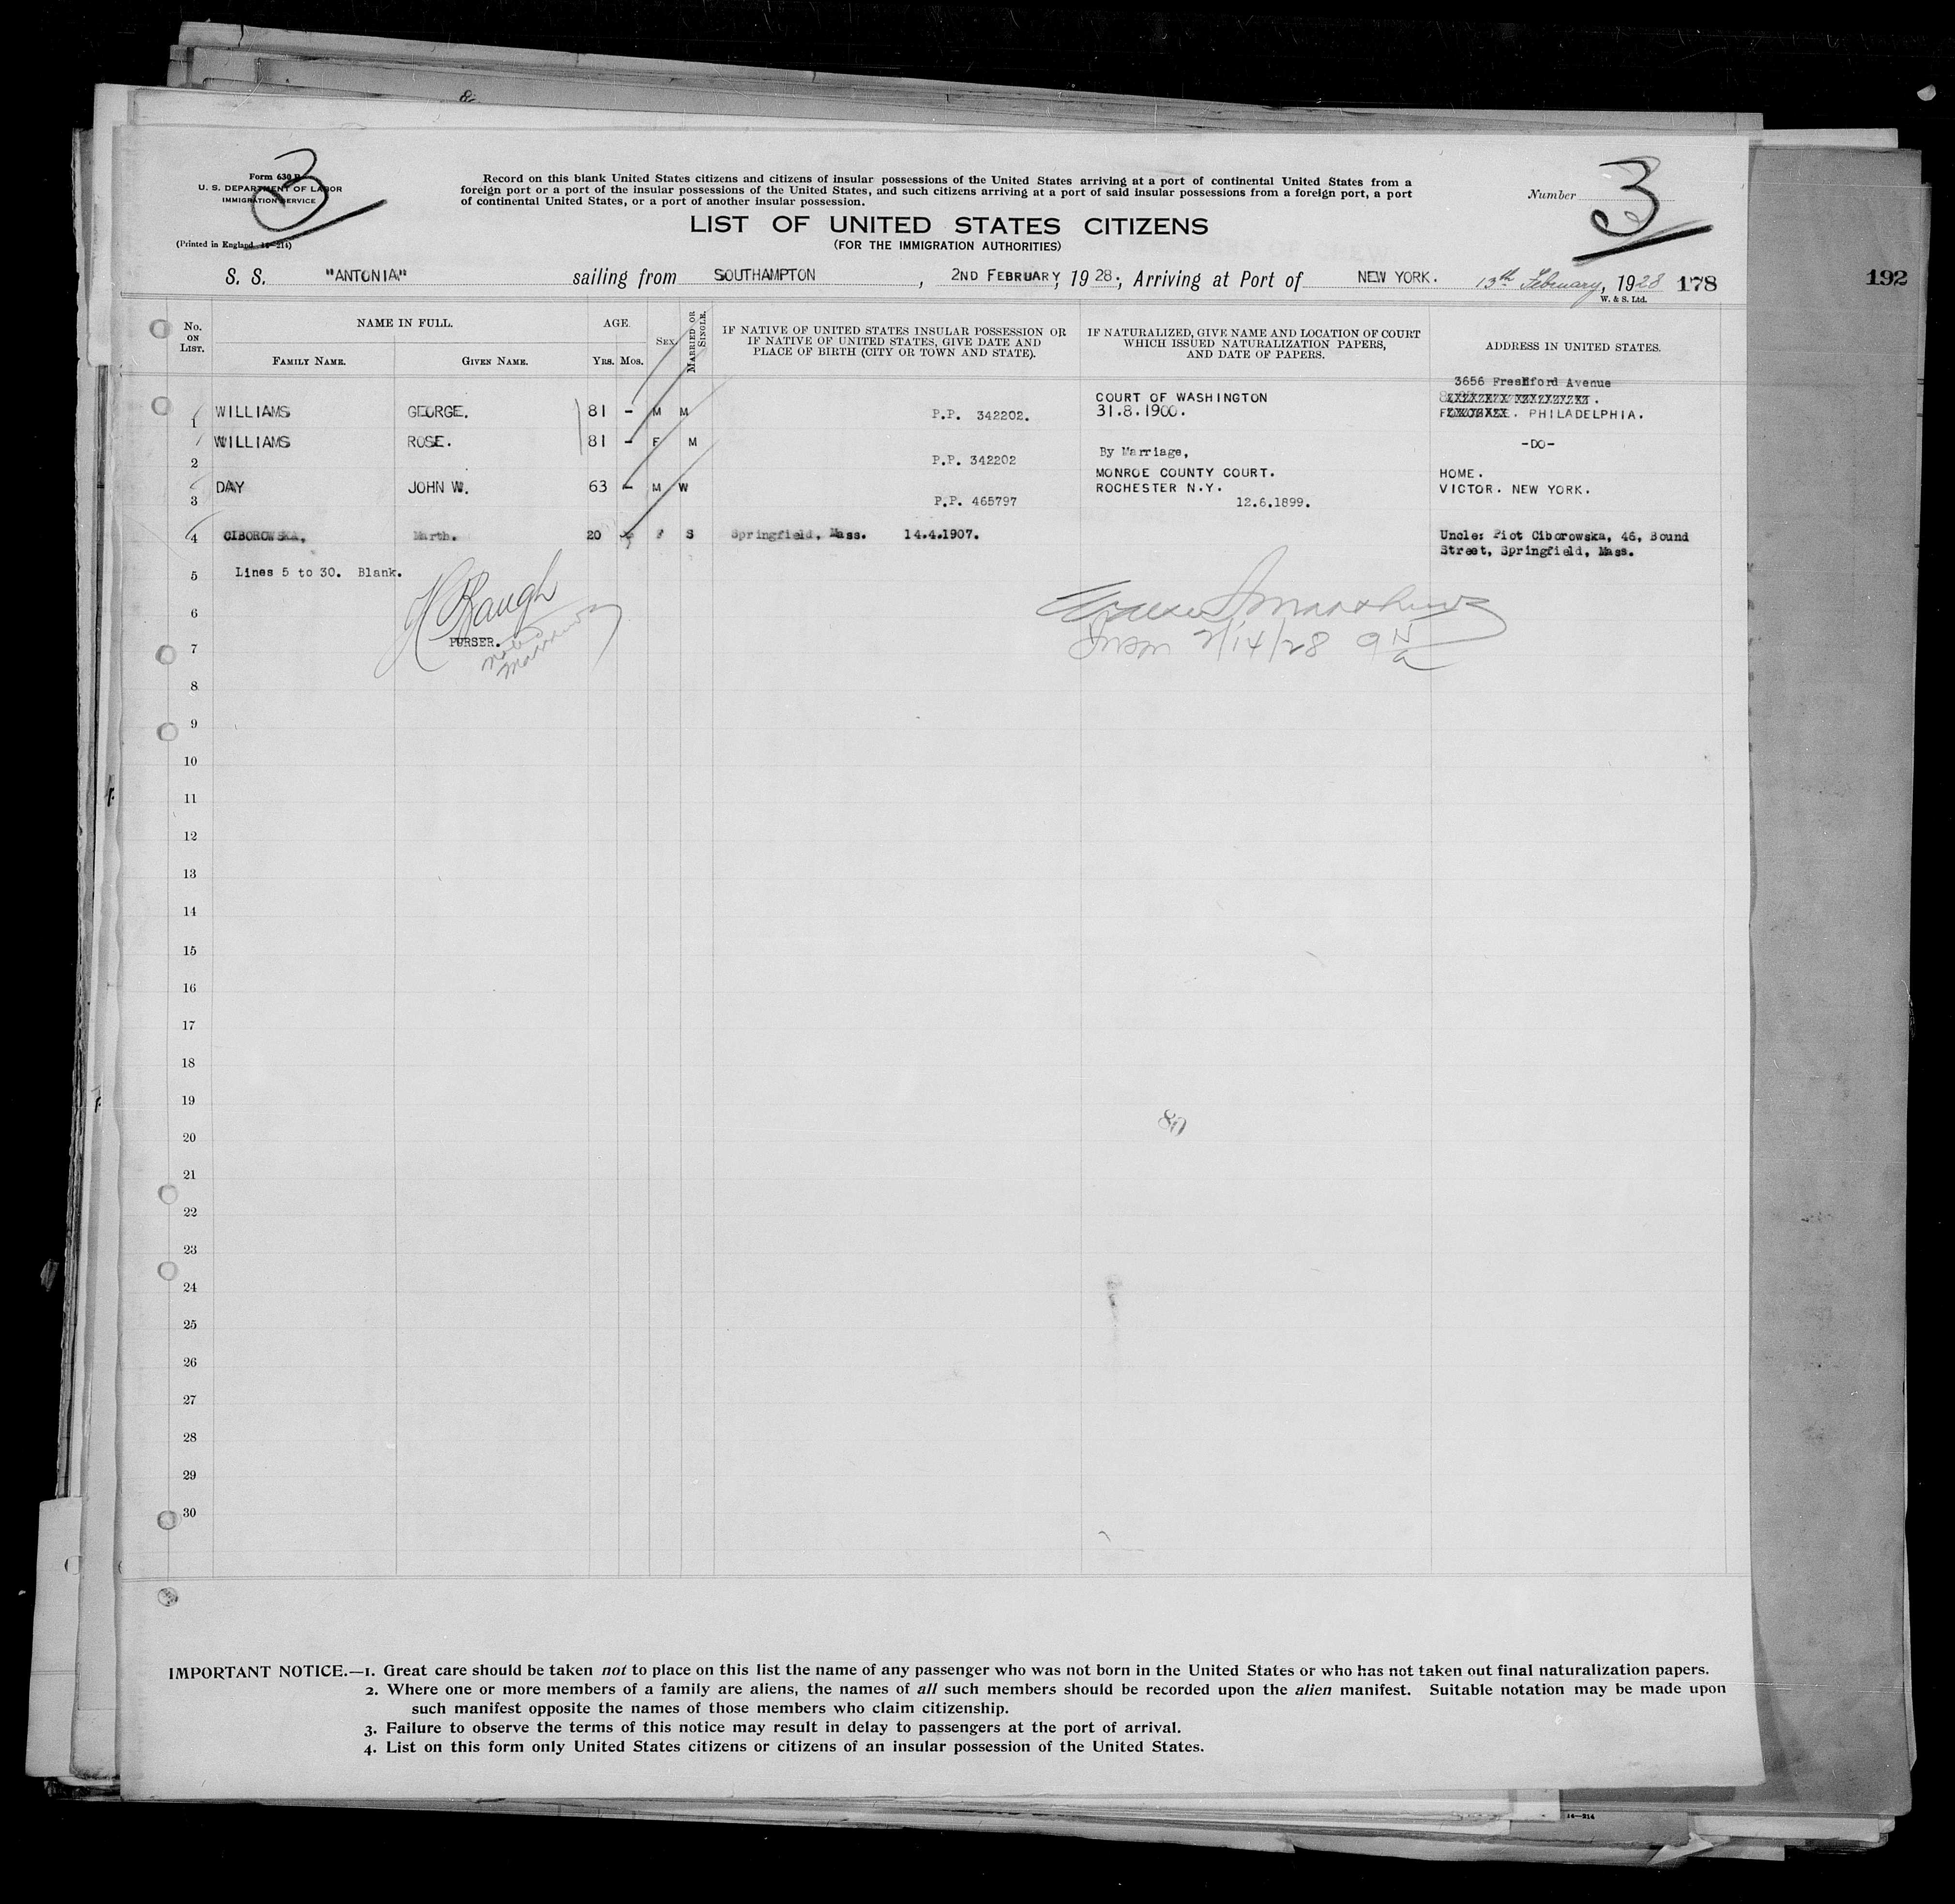 3
Form 630 B
U. S. DEPARTMENT OF LABOR
IMMIGRATION SERVICE
(Printed in England. 14—214)
Record on this blank United States citizens and citizens of insular possessions of the United States arriving at a port of continental United States from a
foreign port or a port of the insular possessions of the United States, and such citizens arriving at a port of said insular possessions from a foreign port, a port
of continental United States, or a port of another insular possession.
Number 3
LIST OF UNITED STATES CITIZENS
(FOR THE IMMIGRATION AUTHORITIES)
S. S. "ANTONIA" sailing from SOUTHAMPTON, 2ND FEBRUARY, 1928., Arriving at Port of NEW YORK. 13th February, 1928 178
192
W. & S. Ltd.
No. ON LIST.
NAME IN FULL.
FAMILY NAME.
GIVEN NAME.
AGE.
YRS. MOS.
SEX.
MARRIED OR SINGLE.
IF NATIVE OF UNITED STATES INSULAR POSSESSION OR
IF NATIVE OF UNITED STATES, GIVE DATE AND
PLACE OF BIRTH (CITY OR TOWN AND STATE).
IF NATURALIZED, GIVE NAME AND LOCATION OF COURT
WHICH ISSUED NATURALIZATION PAPERS,
AND DATE OF PAPERS.
ADDRESS IN UNITED STATES.
3656 Freshford Avenue
COURT OF WASHINGTON
1 WILLIAMS GEORGE. 81 - M M P.P. 342202. 31.8.1900. PHILADELPHIA.
WILLIAMS ROSE. 81 - F M -DO-
2 P.P. 342202 By Marriage,
MONROE COUNTY COURT. HOME.
DAY JOHN W. 63 - M W ROCHESTER N.Y. VICTOR. NEW YORK.
3 P.P. 465797 12.6.1899.
4 CIBOROWSKA, Marth. 20 F S Springfield, Mass. 14.4.1907. Uncle: Piot Ciborowska, 46, Bound
Street, Springfield, Mass.
5 Lines 5 to 30. Blank.
H Baugh
6
PURSER.
7
2/14/28
8
9
10
11
12
13
14
15
16
17
18
19
80
20
21
22
23
24
25
26
27
28
29
30
IMPORTANT NOTICE.—1. Great care should be taken not to place on this list the name of any passenger who was not born in the United States or who has not taken out final naturalization papers.
2. Where one or more members of a family are aliens, the names of all such members should be recorded upon the alien manifest. Suitable notation may be made upon
such manifest opposite the names of those members who claim citizenship.
3. Failure to observe the terms of this notice may result in delay to passengers at the port of arrival.
4. List on this form only United States citizens or citizens of an insular possession of the United States.
14—214